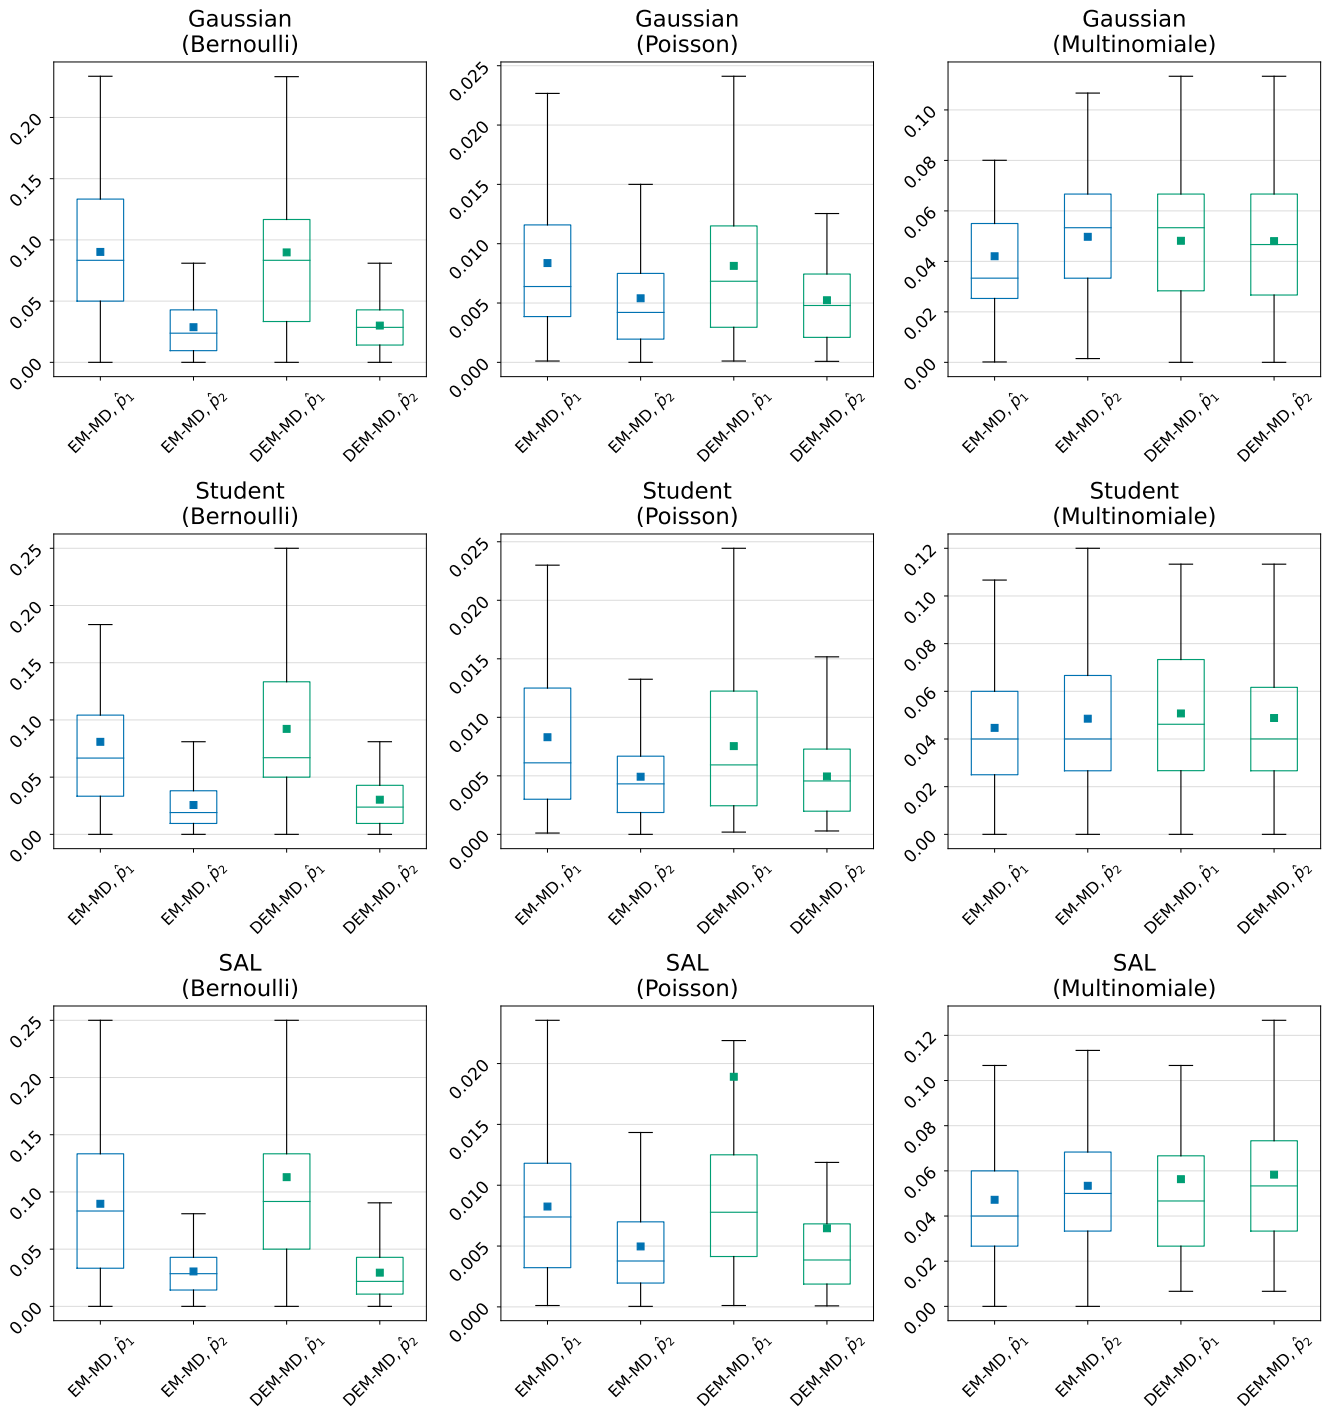 Gaussian
(Bernoulli)
0.20
0.15
0.10
0.05
0.00
EM-MD, p̂₁
EM-MD, p̂₂
DEM-MD, p̂₁
DEM-MD, p̂₂
Gaussian
(Poisson)
0.025
0.020
0.015
0.010
0.005
0.000
EM-MD, p̂₁
EM-MD, p̂₂
DEM-MD, p̂₁
DEM-MD, p̂₂
Gaussian
(Multinomiale)
0.10
0.08
0.06
0.04
0.02
0.00
EM-MD, p̂₁
EM-MD, p̂₂
DEM-MD, p̂₁
DEM-MD, p̂₂
Student
(Bernoulli)
0.25
0.20
0.15
0.10
0.05
0.00
EM-MD, p̂₁
EM-MD, p̂₂
DEM-MD, p̂₁
DEM-MD, p̂₂
Student
(Poisson)
0.025
0.020
0.015
0.010
0.005
0.000
EM-MD, p̂₁
EM-MD, p̂₂
DEM-MD, p̂₁
DEM-MD, p̂₂
Student
(Multinomiale)
0.12
0.10
0.08
0.06
0.04
0.02
0.00
EM-MD, p̂₁
EM-MD, p̂₂
DEM-MD, p̂₁
DEM-MD, p̂₂
SAL
(Bernoulli)
0.25
0.20
0.15
0.10
0.05
0.00
EM-MD, p̂₁
EM-MD, p̂₂
DEM-MD, p̂₁
DEM-MD, p̂₂
SAL
(Poisson)
0.020
0.015
0.010
0.005
0.000
EM-MD, p̂₁
EM-MD, p̂₂
DEM-MD, p̂₁
DEM-MD, p̂₂
SAL
(Multinomiale)
0.12
0.10
0.08
0.06
0.04
0.02
0.00
EM-MD, p̂₁
EM-MD, p̂₂
DEM-MD, p̂₁
DEM-MD, p̂₂